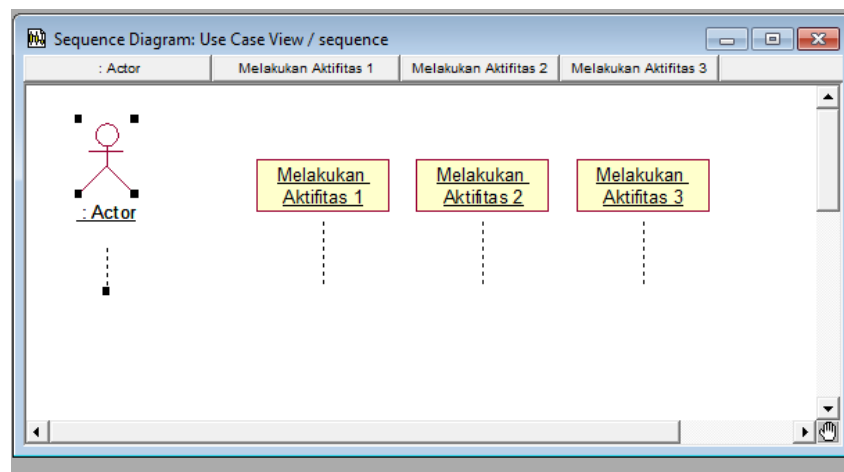 Sequence Diagram: Use Case View / sequence
: Actor
Melakukan Aktifitas 1
Melakukan Aktifitas 2
Melakukan Aktifitas 3
: Actor
Melakukan
Aktifitas 1
Melakukan
Aktifitas 2
Melakukan
Aktifitas 3